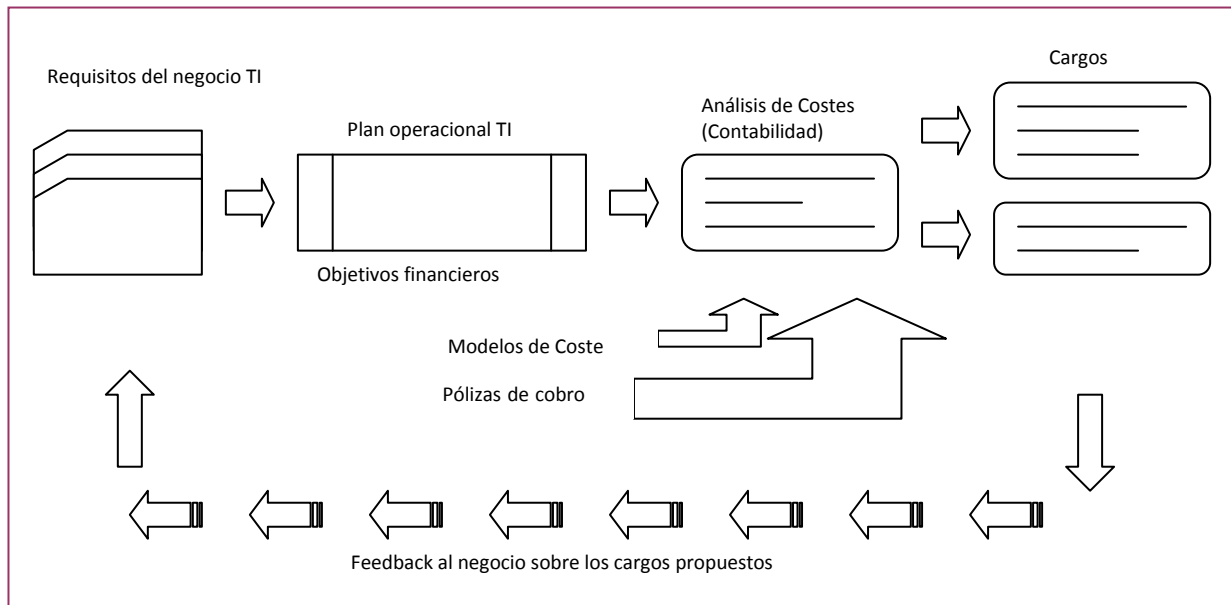 Requisitos del negocio TI
Plan operacional TI
Objetivos financieros
Análisis de Costes
(Contabilidad)
Cargos
Modelos de Coste
Pólizas de cobro
Feedback al negocio sobre los cargos propuestos